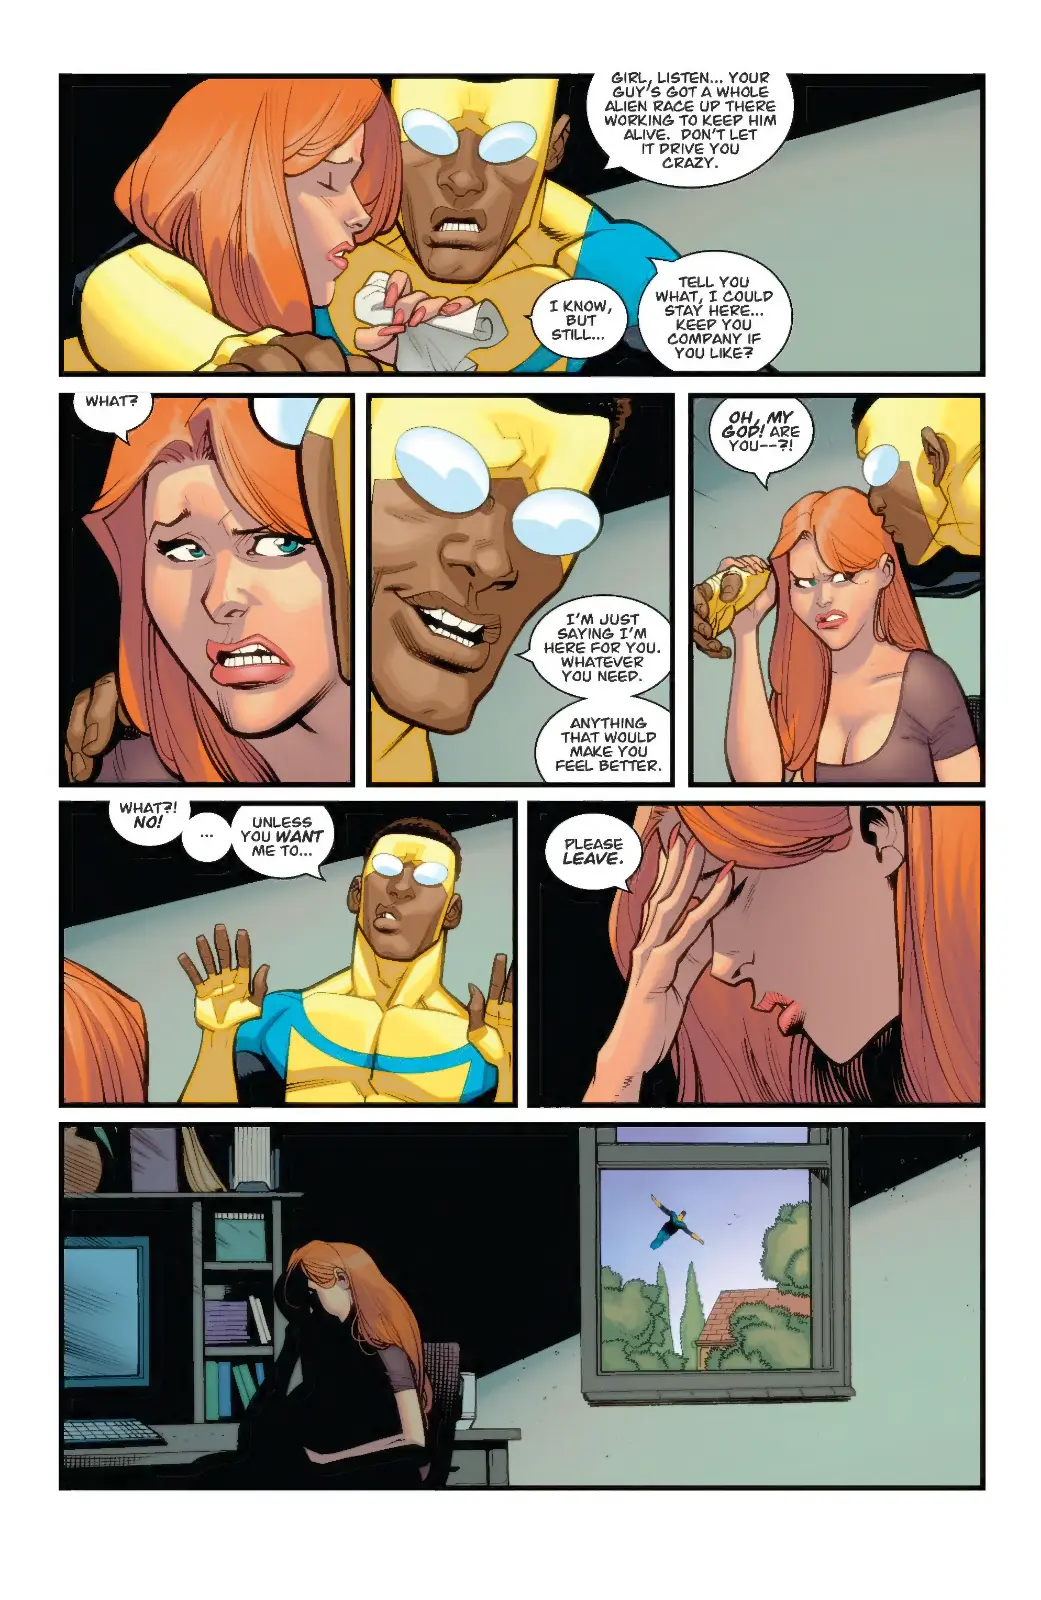 GIRL, LISTEN... YOUR
GUY'S GOT A WHOLE
ALIEN RACE UP THERE
WORKING TO KEEP HIM
ALIVE. DON'T LET
IT DRIVE YOU
CRAZY.
I KNOW,
BUT
STILL...
TELL YOU
WHAT, I COULD
STAY HERE...
KEEP YOU
COMPANY IF
YOU LIKE?
WHAT?
I'M JUST
SAYING I'M
HERE FOR YOU.
WHATEVER
YOU NEED.
ANYTHING
THAT WOULD
MAKE YOU
FEEL BETTER.
OH, MY
GOD! ARE
YOU--?!
WHAT?!
NO!
...
UNLESS
YOU WANT
ME TO...
PLEASE
LEAVE.